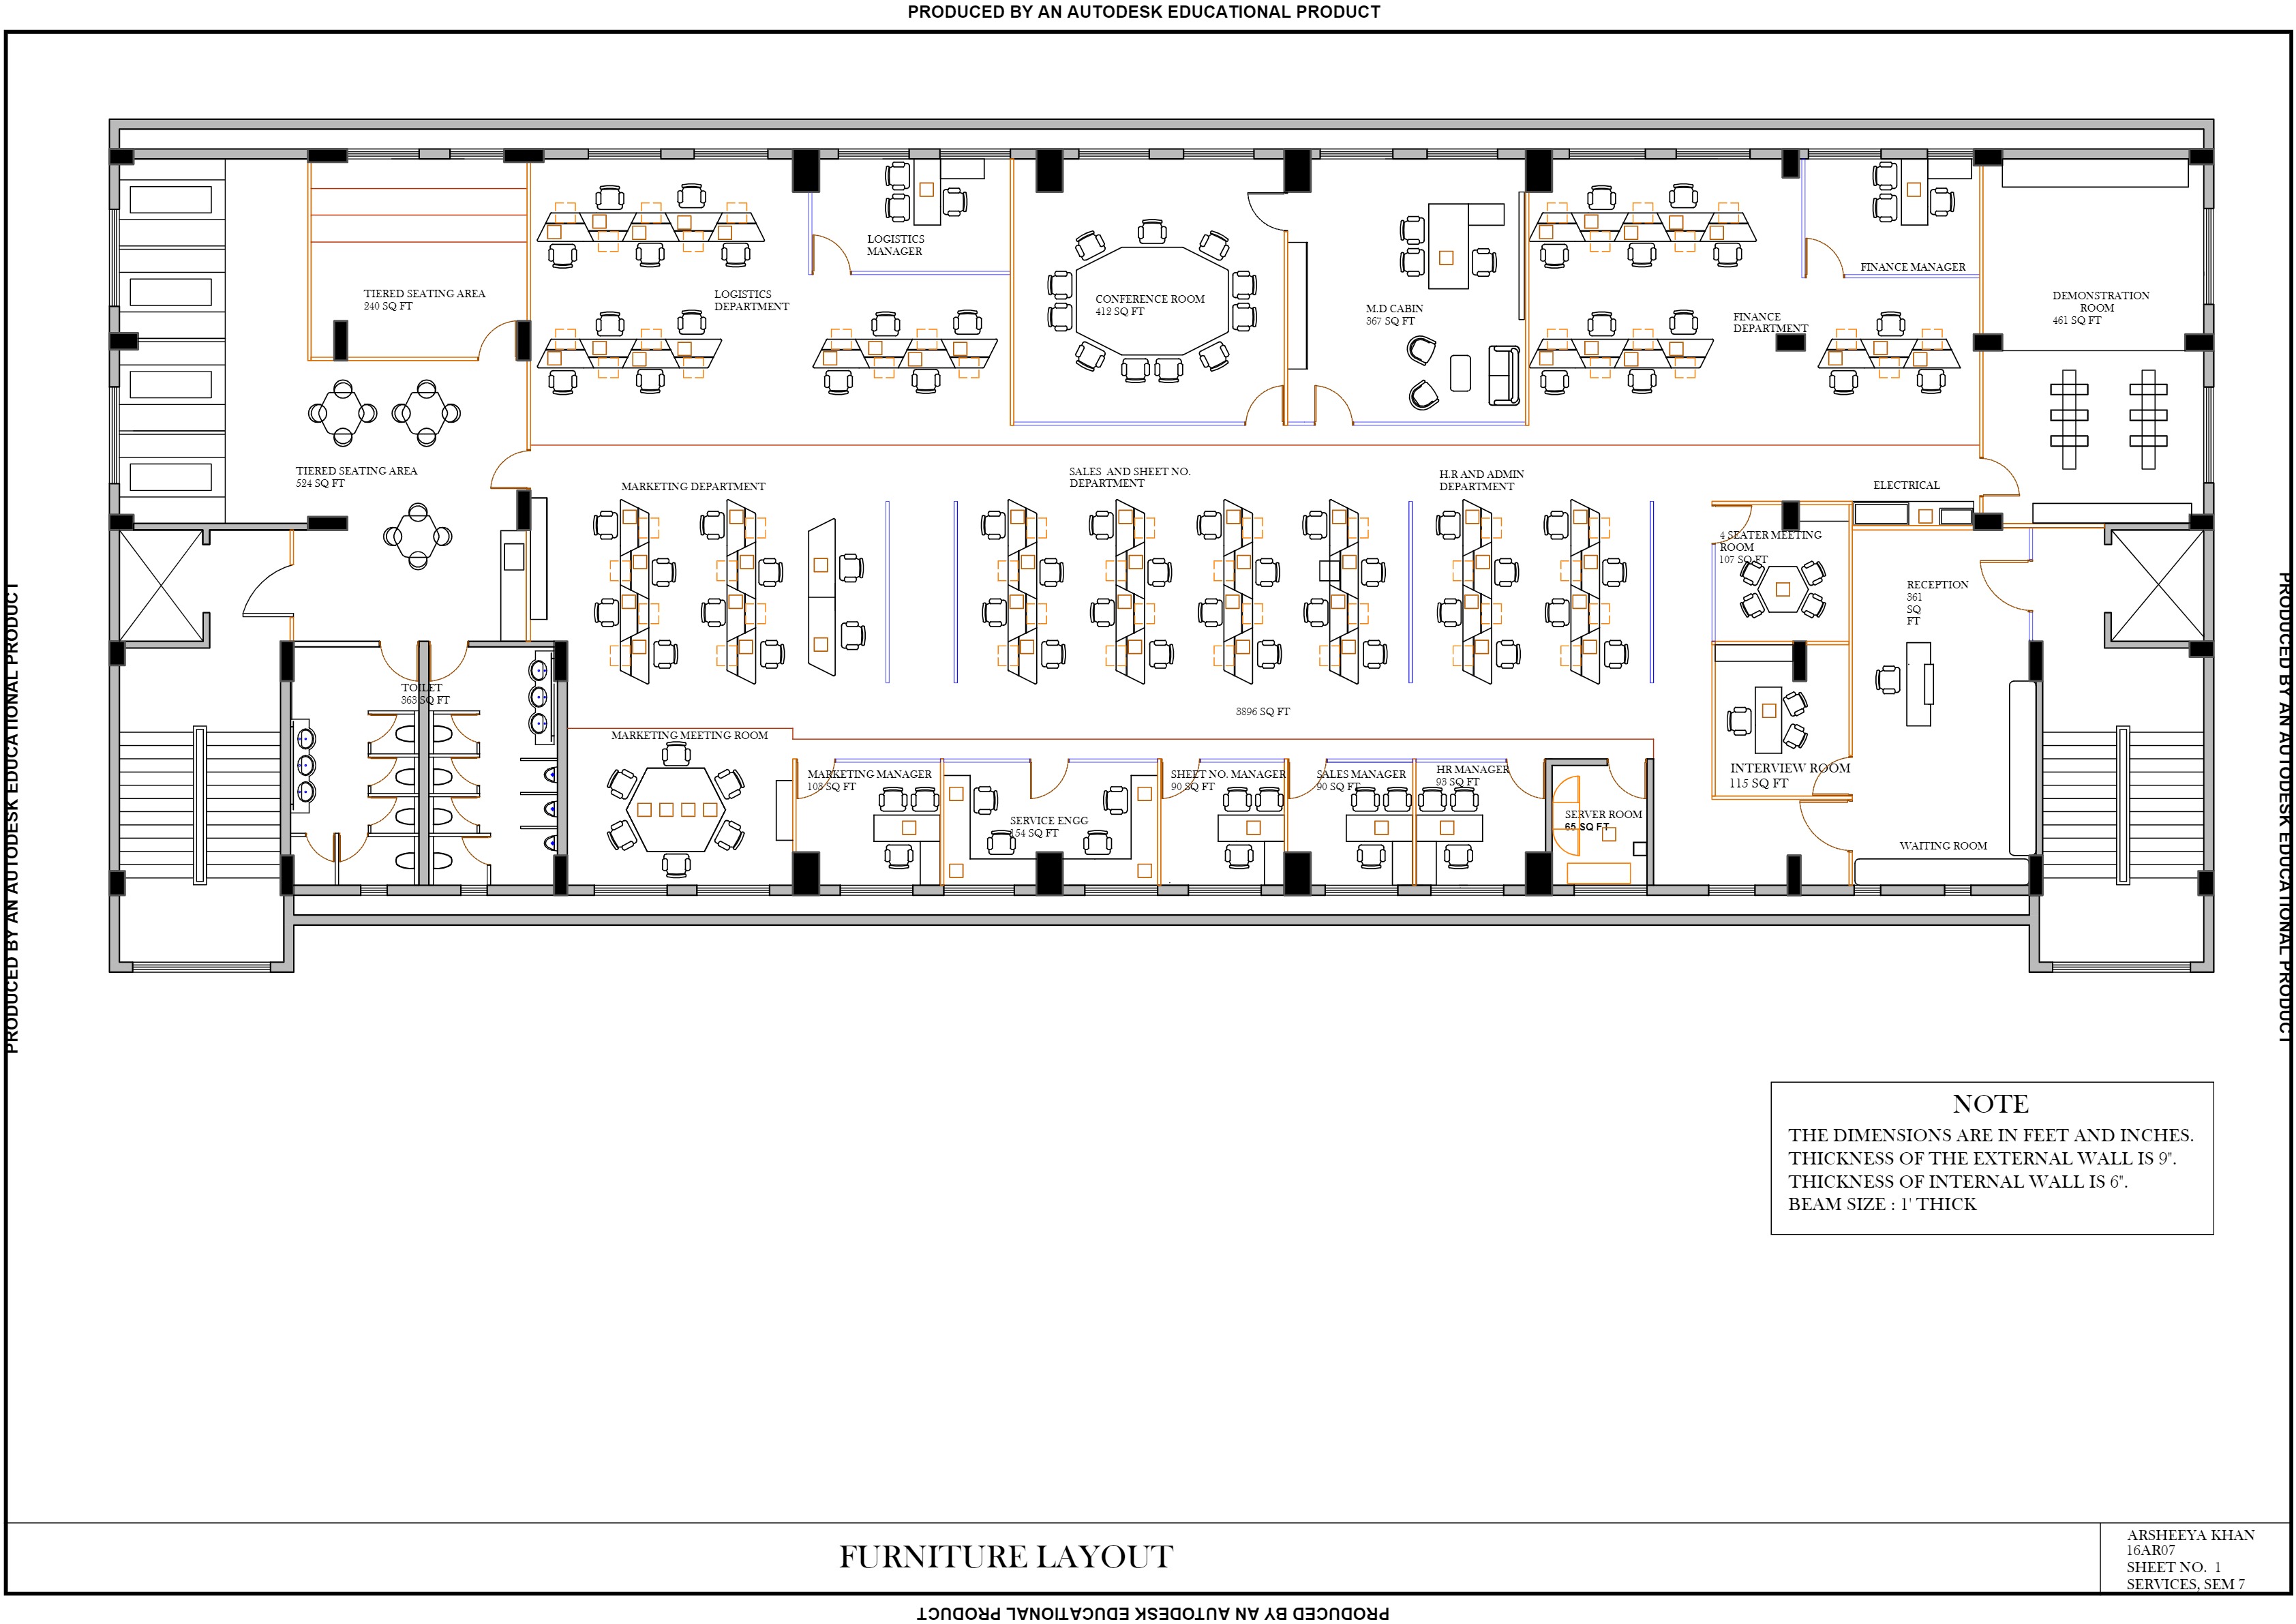 PRODUCED BY AN AUTODESK EDUCATIONAL PRODUCT
LOGISTICS
MANAGER
FINANCE MANAGER
TIERED SEATING AREA
240 SQ FT
LOGISTICS
DEPARTMENT
CONFERENCE ROOM
412 SQ FT
M.D CABIN
367 SQ FT
FINANCE
DEPARTMENT
DEMONSTRATION
ROOM
461 SQ FT
TIERED SEATING AREA
524 SQ FT
MARKETING DEPARTMENT
SALES AND SHEET NO.
DEPARTMENT
H.R AND ADMIN
DEPARTMENT
ELECTRICAL
4 SEATER MEETING
ROOM
107 SQ FT
RECEPTION
361
SQ
FT
TOILET
363 SQ FT
3896 SQ FT
MARKETING MEETING ROOM
MARKETING MANAGER
103 SQ FT
SERVICE ENGG
154 SQ FT
SHEET NO. MANAGER
90 SQ FT
SALES MANAGER
90 SQ FT
HR MANAGER
93 SQ FT
SERVER ROOM
65 SQ FT
INTERVIEW ROOM
115 SQ FT
WAITING ROOM
PRODUCED BY AN AUTODESK EDUCATIONAL PRODUCT
PRODUCED BY AN AUTODESK EDUCATIONAL PRODUCT
NOTE
THE DIMENSIONS ARE IN FEET AND INCHES.
THICKNESS OF THE EXTERNAL WALL IS 9".
THICKNESS OF INTERNAL WALL IS 6".
BEAM SIZE : 1' THICK
FURNITURE LAYOUT
ARSHEEYA KHAN
16AR07
SHEET NO. 1
SERVICES, SEM 7
PRODUCED BY AN AUTODESK EDUCATIONAL PRODUCT